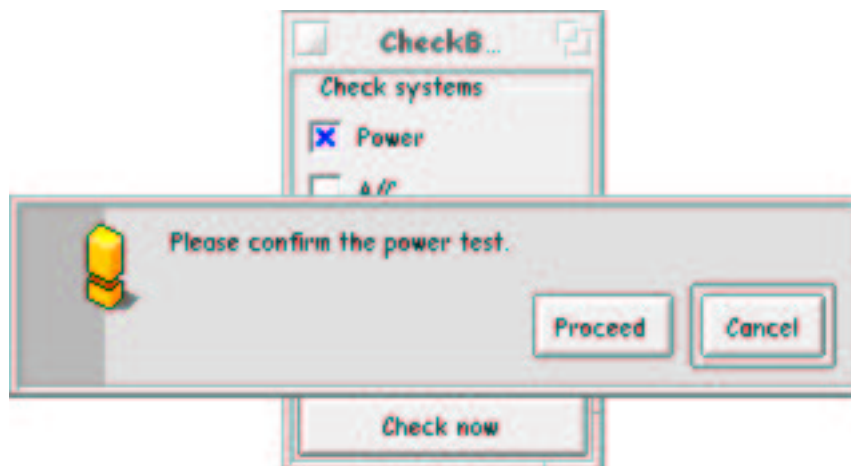 CheckB...
Check systems
Power
A/C
Please confirm the power test.
Proceed
Cancel
Check now